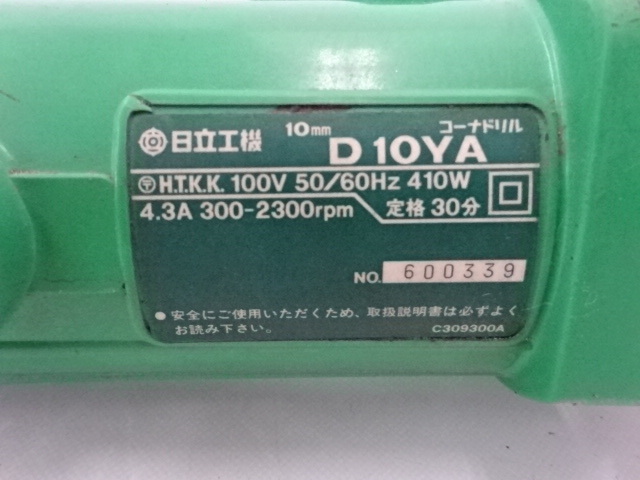 日立工機 10mm コーナドリル
D10YA
〒 H.T.K.K. 100V 50/60Hz 410W
4.3A 300-2300rpm 定格 30分
NO. 600339
● 安全にご使用いただくため、取扱説明書は必ずよく
お読み下さい。
C309300A